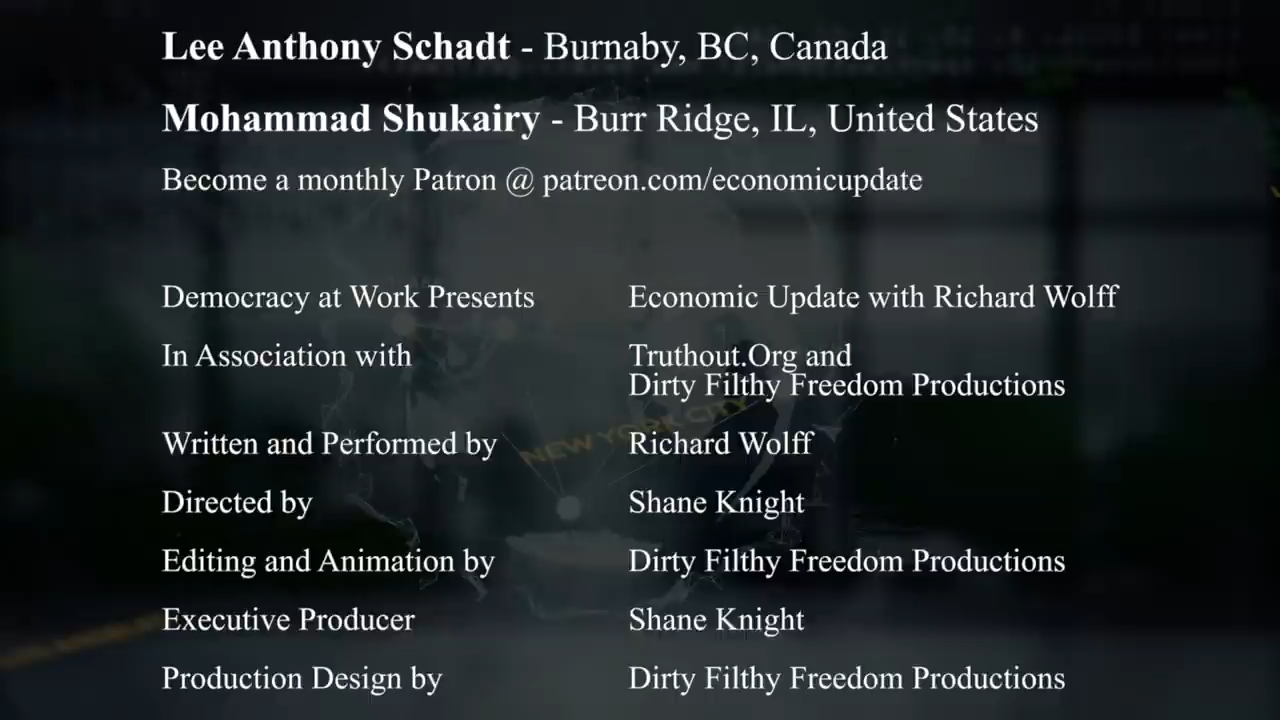 Lee Anthony Schadt - Burnaby, BC, Canada
Mohammad Shukairy - Burr Ridge, IL, United States
Become a monthly Patron @ patreon.com/economicupdate
Democracy at Work Presents Economic Update with Richard Wolff
In Association with Truthout.Org and
Dirty Filthy Freedom Productions
NEW YORK CITY
Written and Performed by Richard Wolff
Directed by Shane Knight
Editing and Animation by Dirty Filthy Freedom Productions
Executive Producer Shane Knight
Production Design by Dirty Filthy Freedom Productions